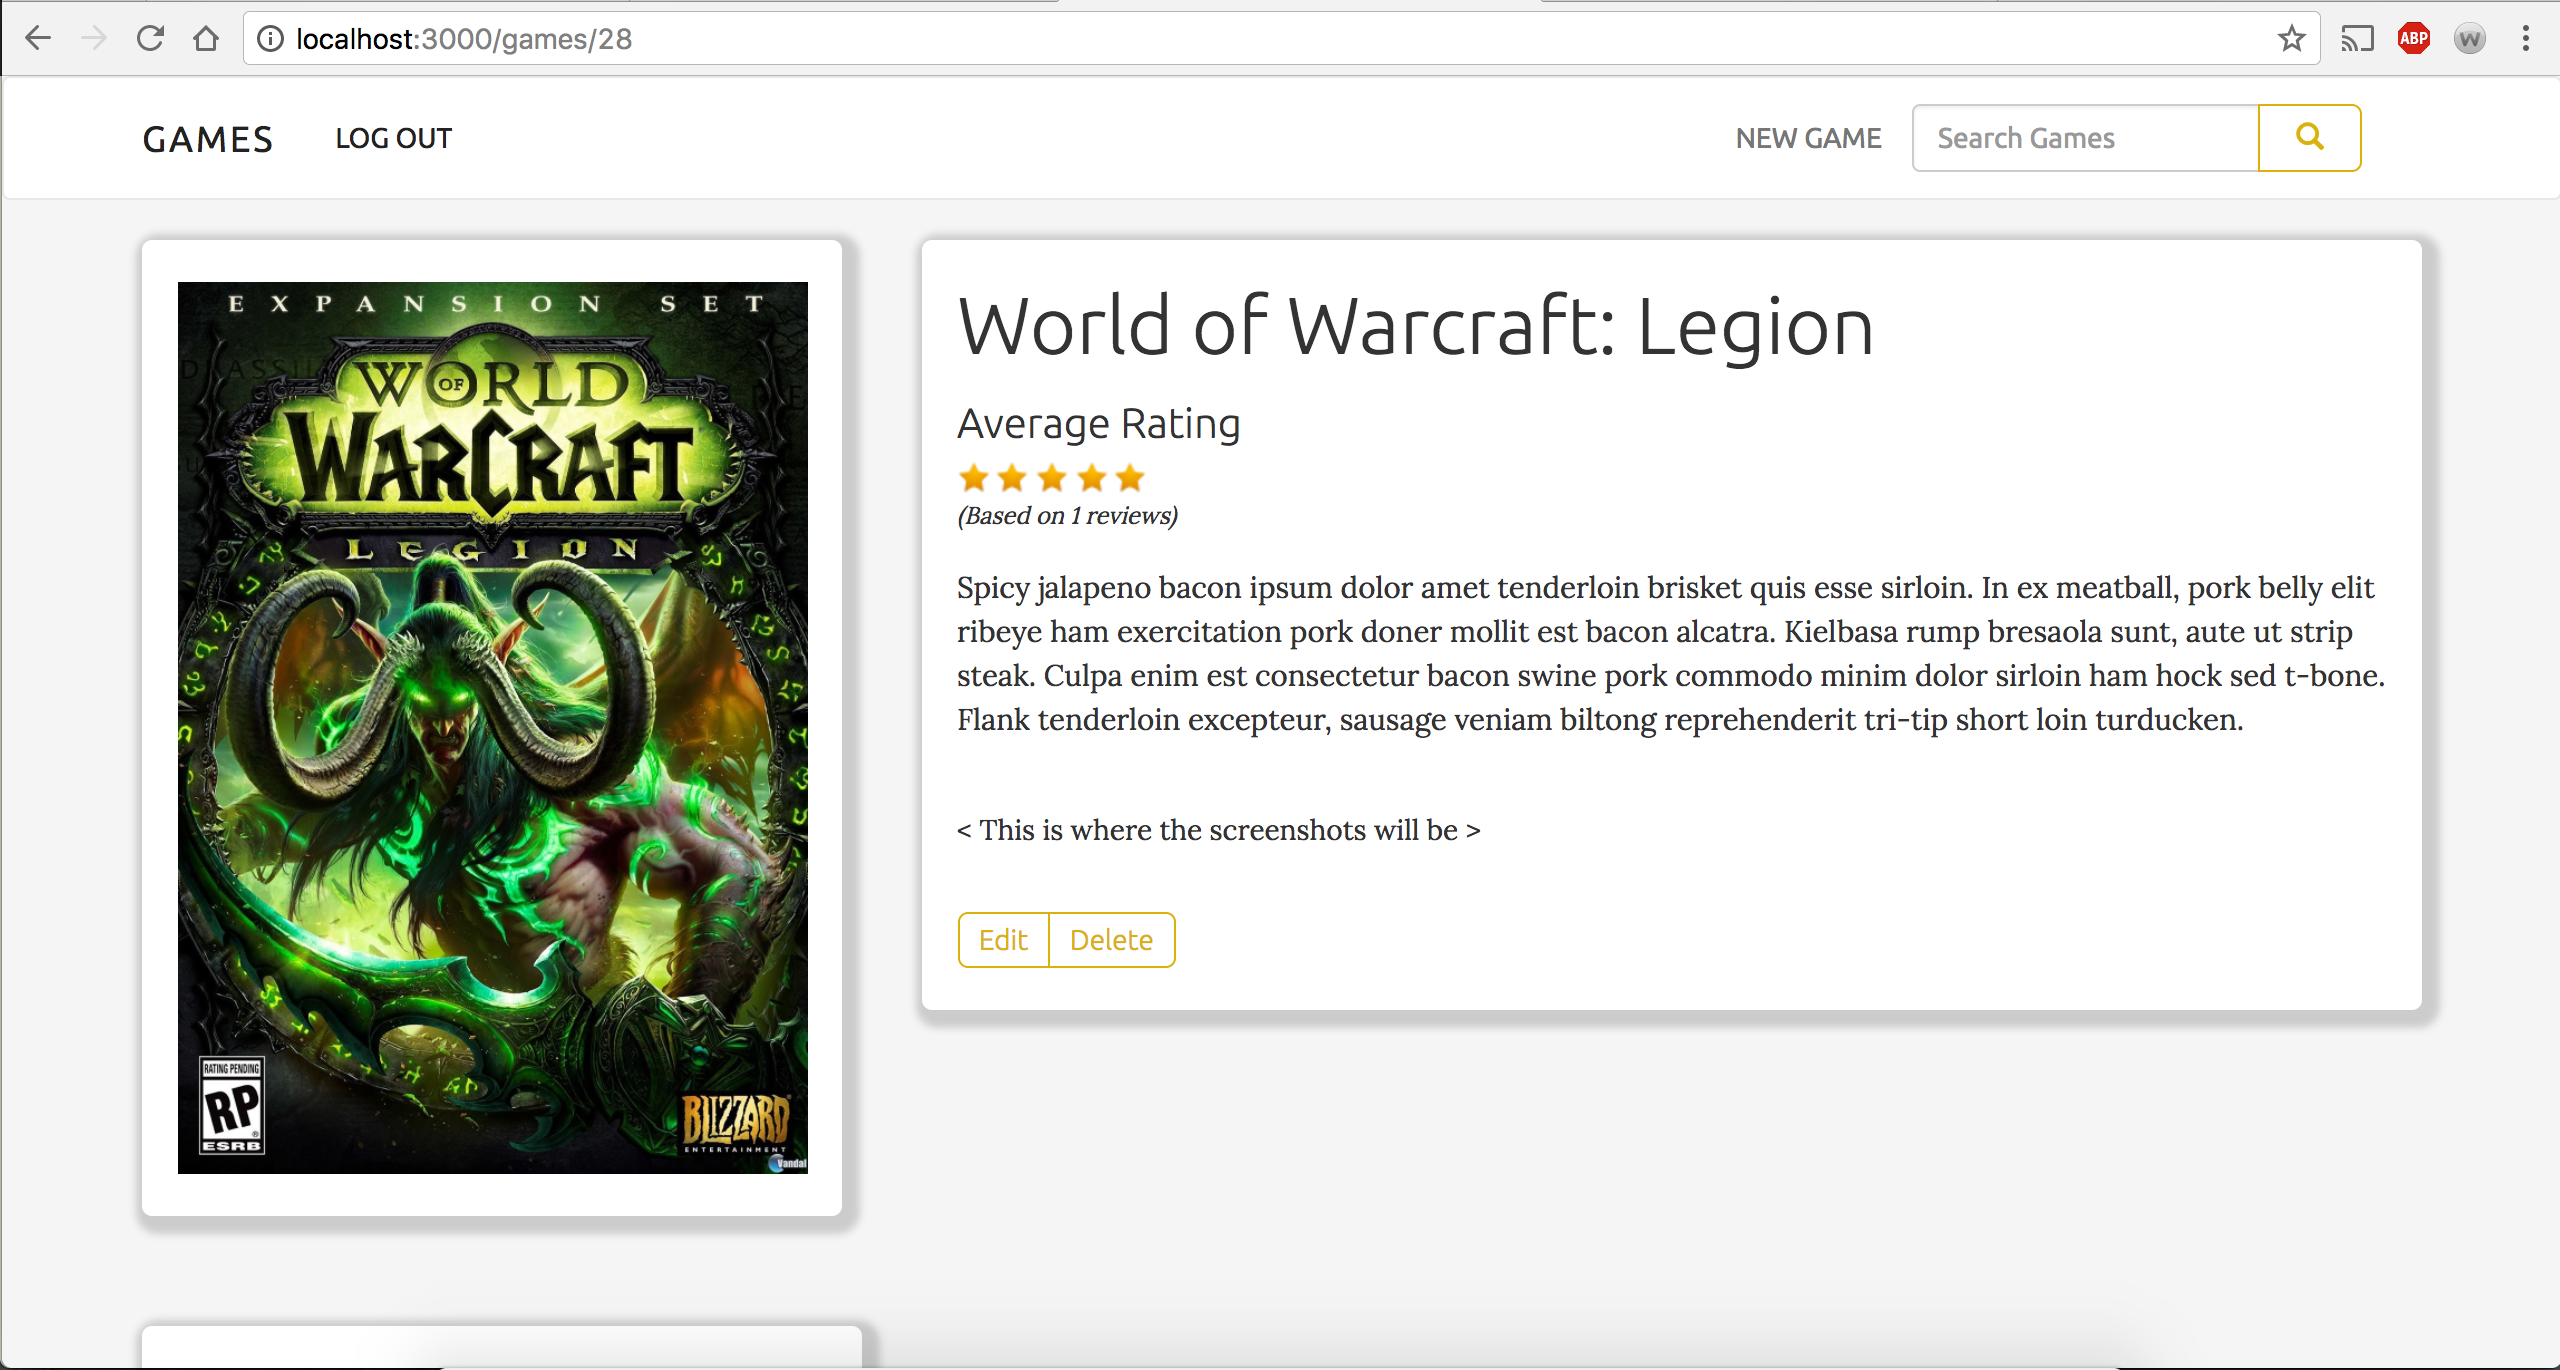 localhost:3000/games/28
ABP
W
GAMES
LOG OUT
NEW GAME
Search Games
EXPANSION SET
WORLD
OF
WARCRAFT
LEGION
RATING PENDING
RP
ESRB
BLIZZARD
ENTERTAINMENT
Vandal
World of Warcraft: Legion
Average Rating
(Based on 1 reviews)
Spicy jalapeno bacon ipsum dolor amet tenderloin brisket quis esse sirloin. In ex meatball, pork belly elit
ribeye ham exercitation pork doner mollit est bacon alcatra. Kielbasa rump bresaola sunt, aute ut strip
steak. Culpa enim est consectetur bacon swine pork commodo minim dolor sirloin ham hock sed t-bone.
Flank tenderloin excepteur, sausage veniam biltong reprehenderit tri-tip short loin turducken.
< This is where the screenshots will be >
Edit
Delete